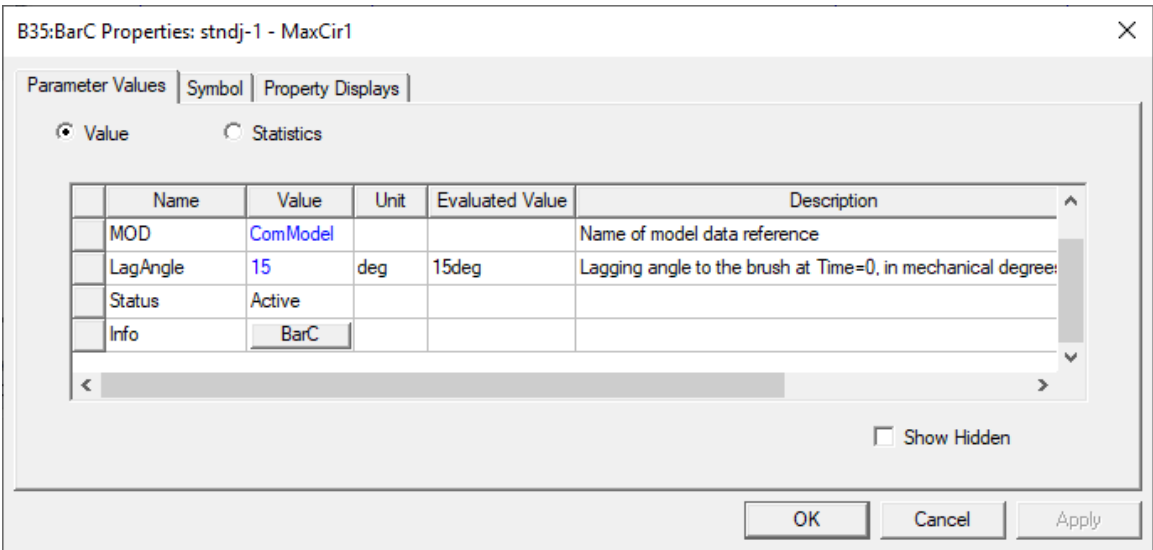 B35:BarC Properties: stndj-1 - MaxCir1
Parameter Values Symbol Property Displays
Value Statistics
Name Value Unit Evaluated Value Description
MOD ComModel Name of model data reference
LagAngle 15 deg 15deg Lagging angle to the brush at Time=0, in mechanical degrees
Status Active
Info BarC
Show Hidden
OK Cancel Apply